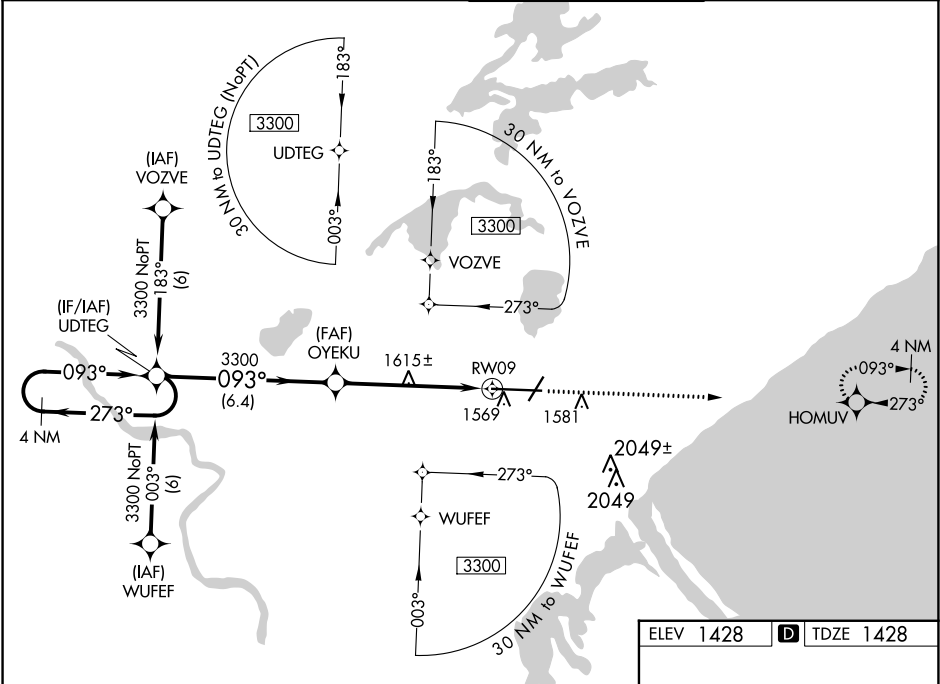 30 NM to UDTEG (NoPT)
183°
3300
UDTEG
003°
30 NM to VOZVE
183°
3300
VOZVE
273°
(IAF)
VOZVE
3300 NoPT
183°
(6)
(IF/IAF)
UDTEG
093°
273°
4 NM
3300
093°
(6.4)
(FAF)
OYEKU
1615±
RW09
1569
1581
4 NM
093°
273°
HOMUV
2049±
2049
3300 NoPT
003°
(6)
(IAF)
WUFEF
273°
WUFEF
3300
003°
30 NM to WUFEF
ELEV 1428 D TDZE 1428